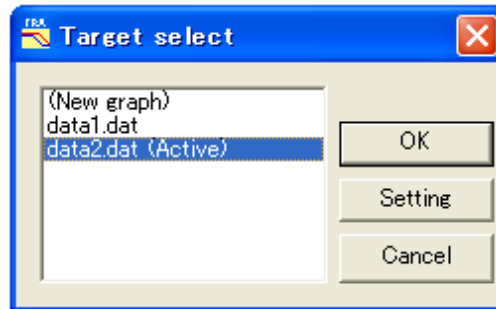 FRA
Target select
(New graph)
data1.dat
data2.dat (Active)
OK
Setting
Cancel